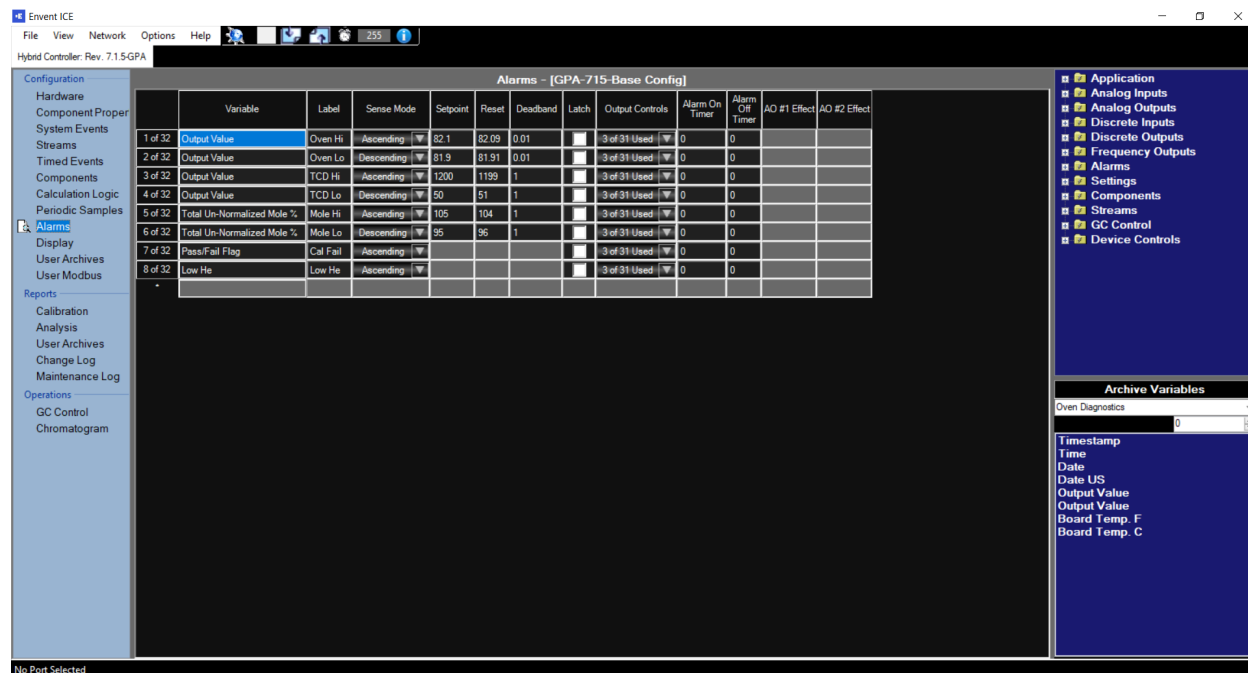 Envent ICE
File View Network Options Help 255
Hybrid Controller: Rev. 7.1.5-GPA
Configuration
Hardware
Component Proper
System Events
Streams
Timed Events
Components
Calculation Logic
Periodic Samples
Alarms
Display
User Archives
User Modbus
Reports
Calibration
Analysis
User Archives
Change Log
Maintenance Log
Operations
GC Control
Chromatogram
Alarms - [GPA-715-Base Config]
Variable Label Sense Mode Setpoint Reset Deadband Latch Output Controls Alarm On Timer Alarm Off Timer AO #1 Effect AO #2 Effect
1 of 32 Output Value Oven Hi Ascending 82.1 82.09 0.01 3 of 31 Used 0 0
2 of 32 Output Value Oven Lo Descending 81.9 81.91 0.01 3 of 31 Used 0 0
3 of 32 Output Value TCD Hi Ascending 1200 1199 1 3 of 31 Used 0 0
4 of 32 Output Value TCD Lo Descending 50 51 1 3 of 31 Used 0 0
5 of 32 Total Un-Normalized Mole % Mole Hi Ascending 105 104 1 3 of 31 Used 0 0
6 of 32 Total Un-Normalized Mole % Mole Lo Descending 95 96 1 3 of 31 Used 0 0
7 of 32 Pass/Fail Flag Cal Fail Ascending 3 of 31 Used 0 0
8 of 32 Low He Low He Ascending 3 of 31 Used 0 0
*
Application
Analog Inputs
Analog Outputs
Discrete Inputs
Discrete Outputs
Frequency Outputs
Alarms
Settings
Components
Streams
GC Control
Device Controls
Archive Variables
Oven Diagnostics
0
Timestamp
Time
Date
Date US
Output Value
Output Value
Board Temp. F
Board Temp. C
No Port Selected